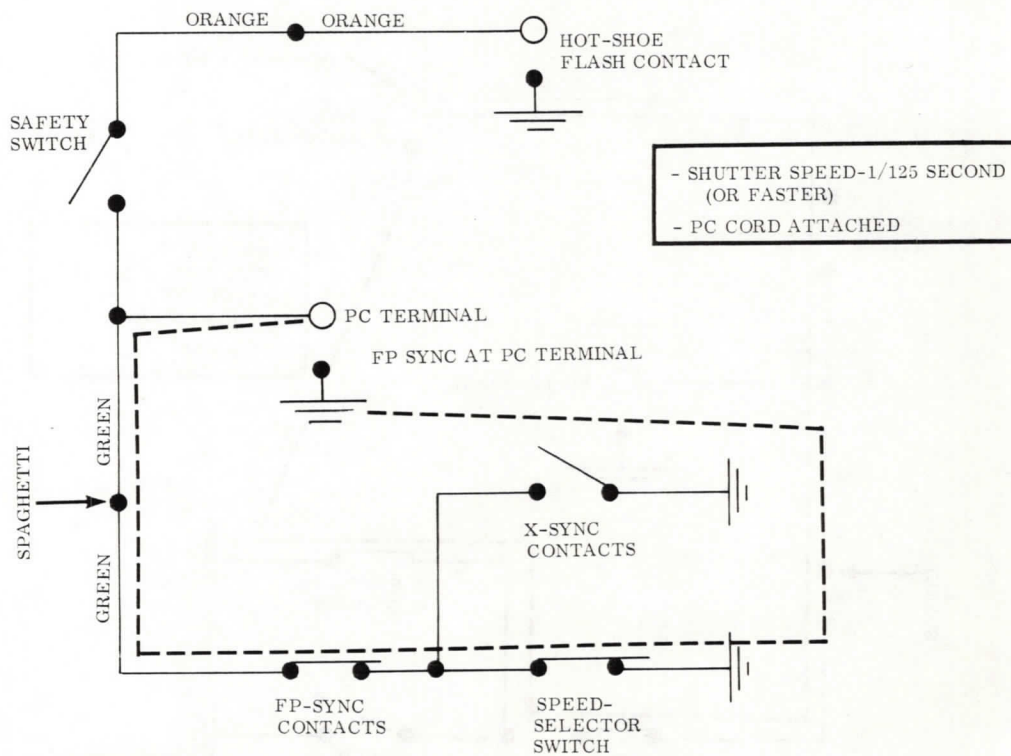 ORANGE ORANGE
HOT-SHOE
FLASH CONTACT
SAFETY
SWITCH
- SHUTTER SPEED-1/125 SECOND
(OR FASTER)
- PC CORD ATTACHED
PC TERMINAL
FP SYNC AT PC TERMINAL
GREEN
SPAGHETTI
GREEN
X-SYNC
CONTACTS
FP-SYNC
CONTACTS
SPEED-
SELECTOR
SWITCH